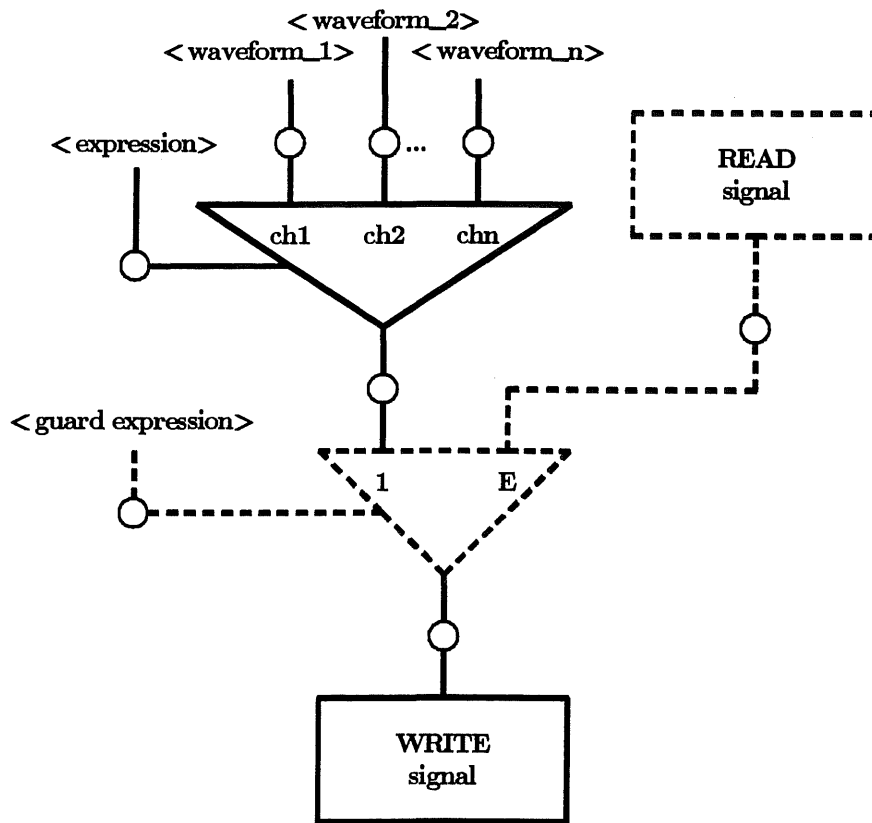 <waveform_2>
<waveform_1>
<waveform_n>
...
<expression>
READ
signal
ch1
ch2
chn
<guard expression>
1
E
WRITE
signal